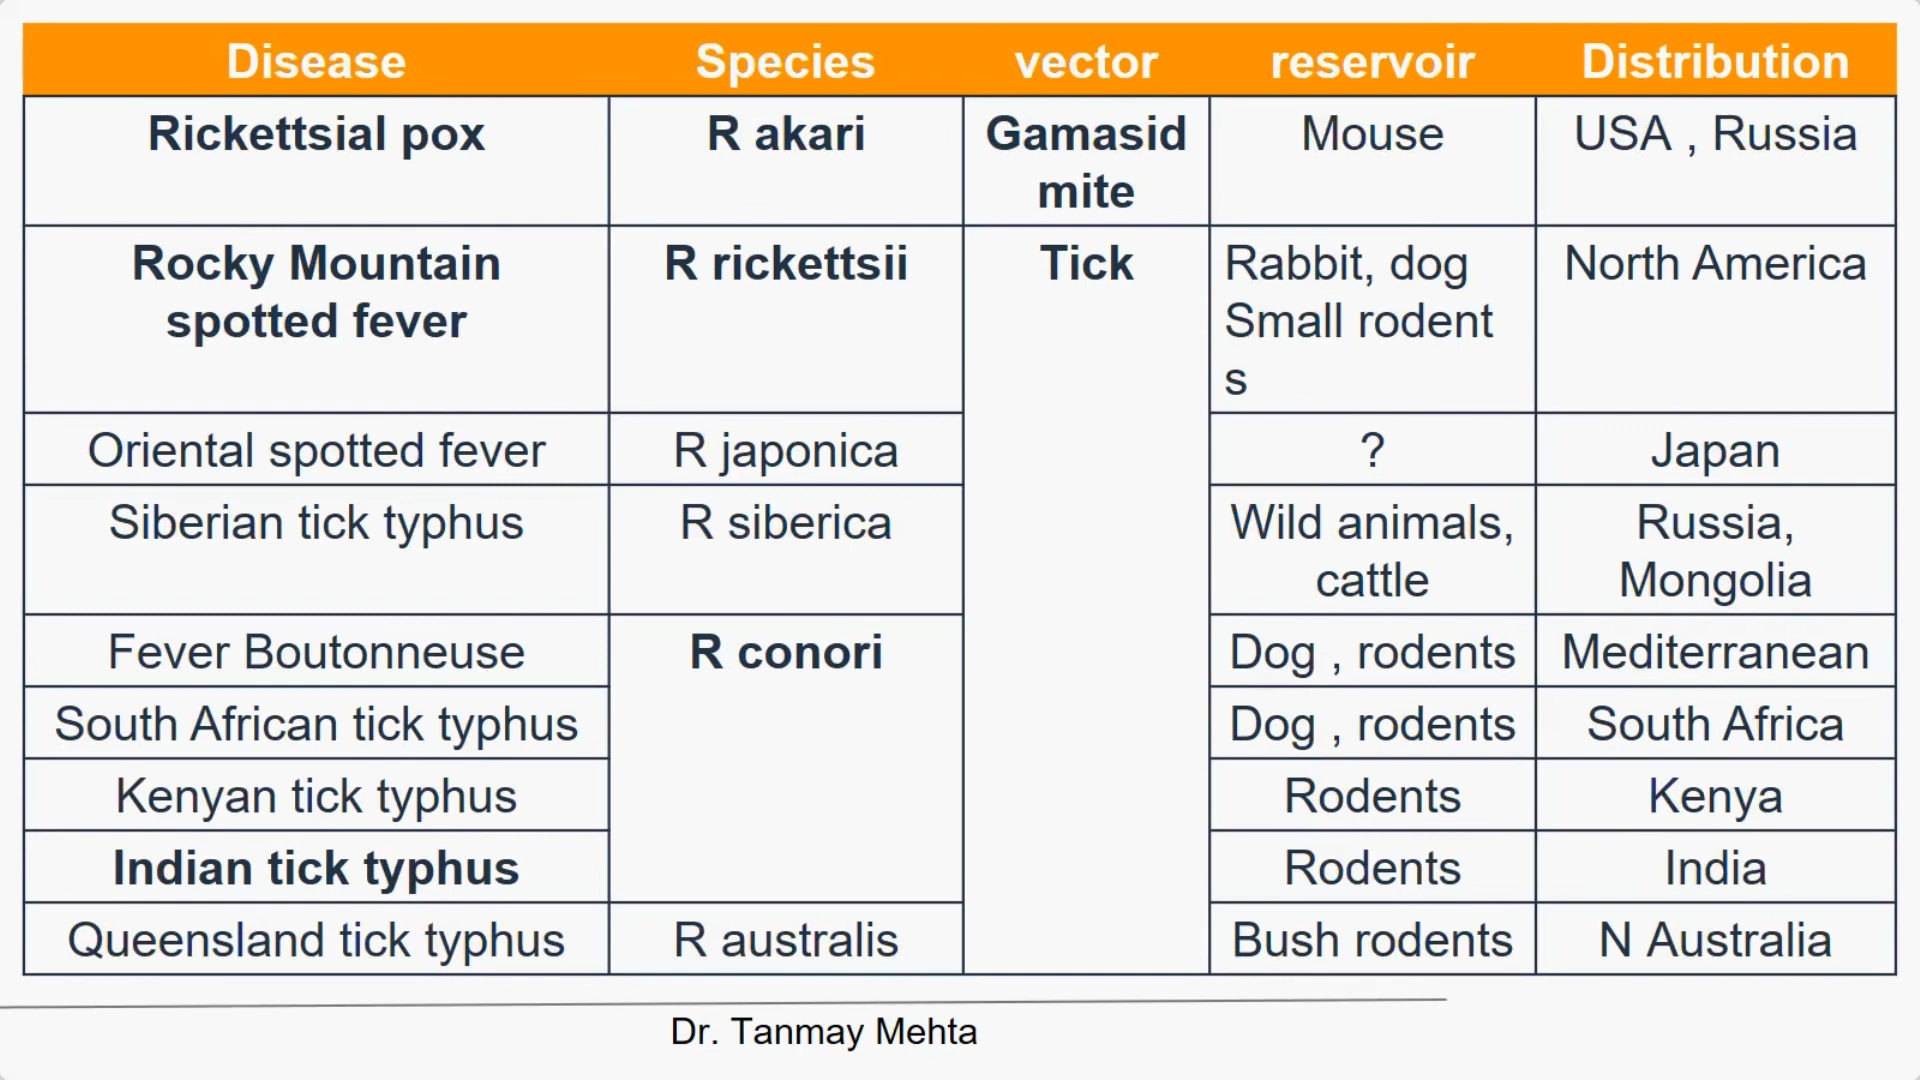 Disease Species vector reservoir Distribution
Rickettsial pox R akari Gamasid mite Mouse USA , Russia
Rocky Mountain spotted fever R rickettsii Tick Rabbit, dog Small rodent s North America
Oriental spotted fever R japonica ? Japan
Siberian tick typhus R siberica Wild animals, cattle Russia, Mongolia
Fever Boutonneuse R conori Dog , rodents Mediterranean
South African tick typhus Dog , rodents South Africa
Kenyan tick typhus Rodents Kenya
Indian tick typhus Rodents India
Queensland tick typhus R australis Bush rodents N Australia
Dr. Tanmay Mehta